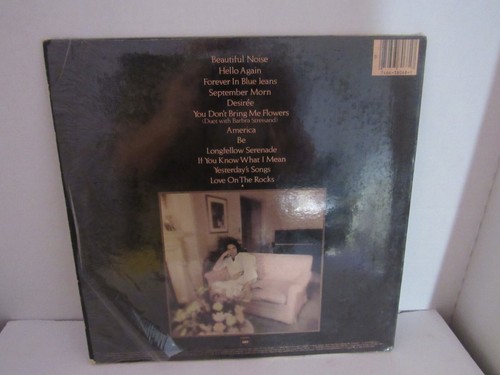 Beautiful Noise
Hello Again
Forever In Blue Jeans
September Morn
Desirée
You Don't Bring Me Flowers
(Duet with Barbra Streisand)
America
Be
Longfellow Serenade
If You Know What I Mean
Yesterday's Songs
Love On The Rocks